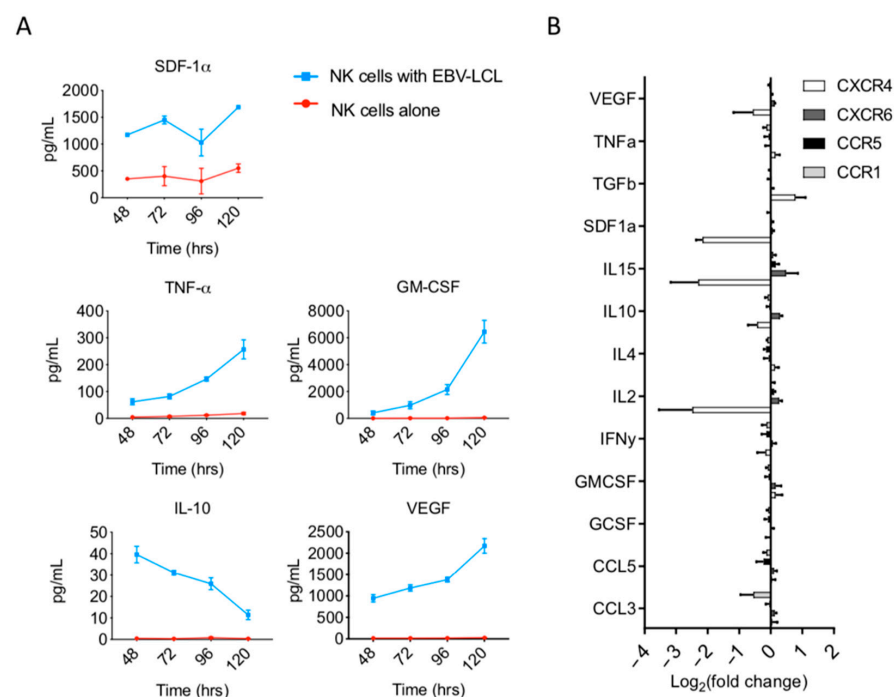 A
SDF-1α
2000
1500
1000
500
0
pg/mL
48 72 96 120
Time (hrs)
NK cells with EBV-LCL
NK cells alone
TNF-α
400
300
200
100
0
pg/mL
48 72 96 120
Time (hrs)
GM-CSF
8000
6000
4000
2000
0
pg/mL
48 72 96 120
Time (hrs)
IL-10
50
40
30
20
10
0
pg/mL
48 72 96 120
Time (hrs)
VEGF
2500
2000
1500
1000
500
0
pg/mL
48 72 96 120
Time (hrs)
B
VEGF
TNFa
TGFb
SDF1a
IL15
IL10
IL4
IL2
IFNy
GMCSF
GCSF
CCL5
CCL3
-4 -3 -2 -1 0 1 2
Log2(fold change)
CXCR4
CXCR6
CCR5
CCR1